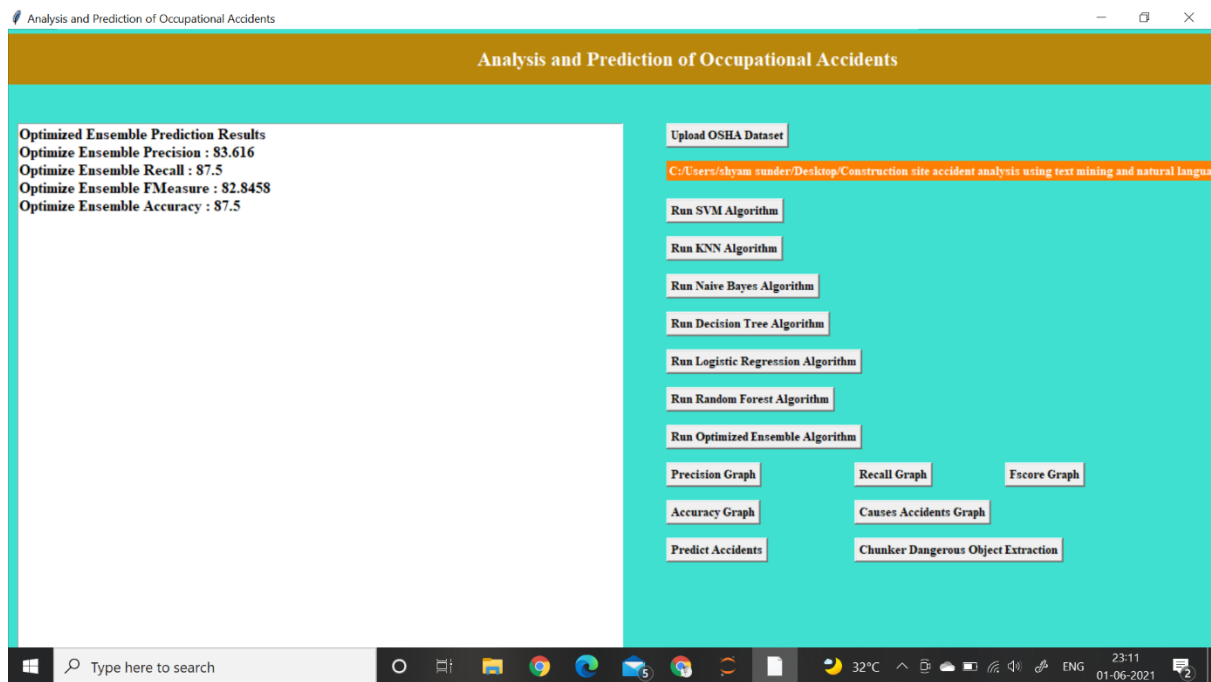 Analysis and Prediction of Occupational Accidents
Analysis and Prediction of Occupational Accidents
Optimized Ensemble Prediction Results
Optimize Ensemble Precision : 83.616
Optimize Ensemble Recall : 87.5
Optimize Ensemble FMeasure : 82.8458
Optimize Ensemble Accuracy : 87.5
Upload OSHA Dataset
C:/Users/shyam sunder/Desktop/Construction site accident analysis using text mining and natural langua
Run SVM Algorithm
Run KNN Algorithm
Run Naive Bayes Algorithm
Run Decision Tree Algorithm
Run Logistic Regression Algorithm
Run Random Forest Algorithm
Run Optimized Ensemble Algorithm
Precision Graph Recall Graph Fscore Graph
Accuracy Graph Causes Accidents Graph
Predict Accidents Chunker Dangerous Object Extraction
Type here to search 5 32°C ENG 23:11 2
01-06-2021